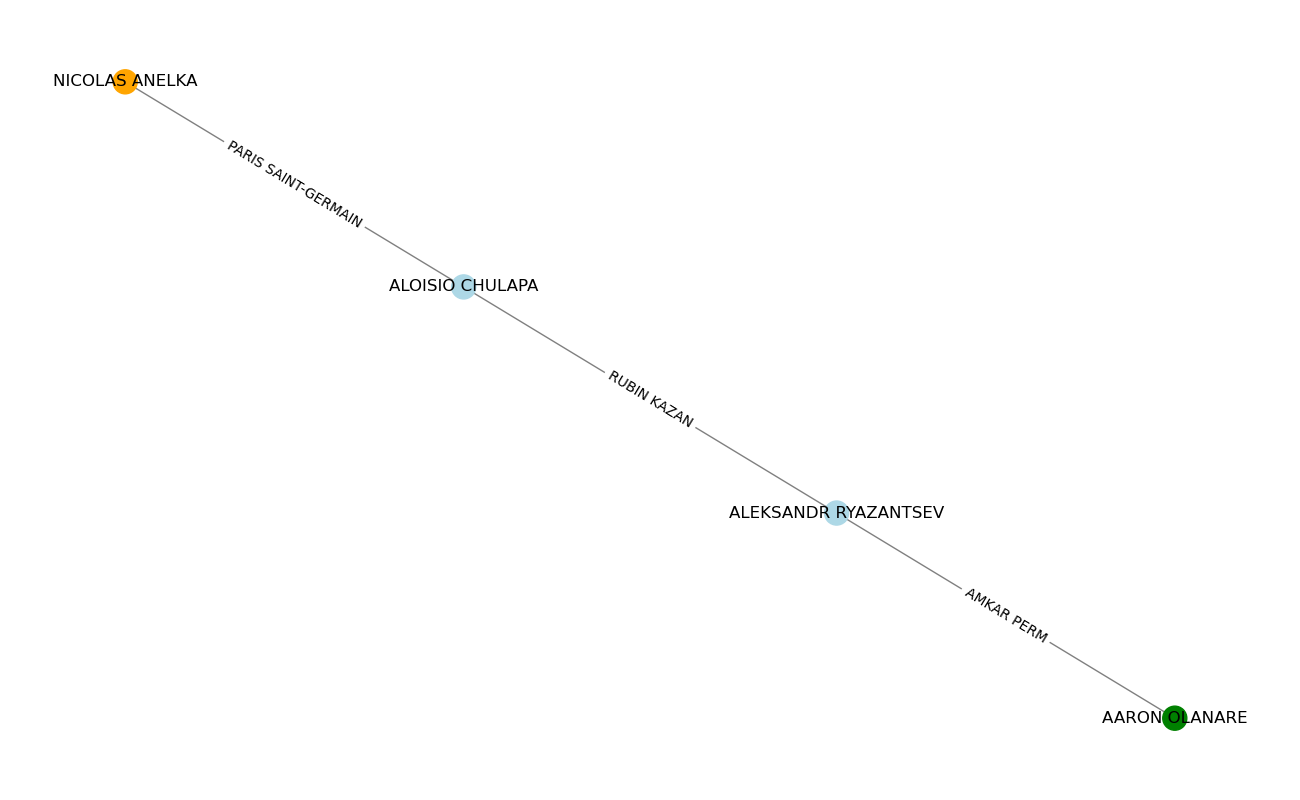 NICOLAS ANELKA
PARIS SAINT-GERMAIN
ALOISIO CHULAPA
RUBIN KAZAN
ALEKSANDR RYAZANTSEV
AMKAR PERM
AARON OLANARE